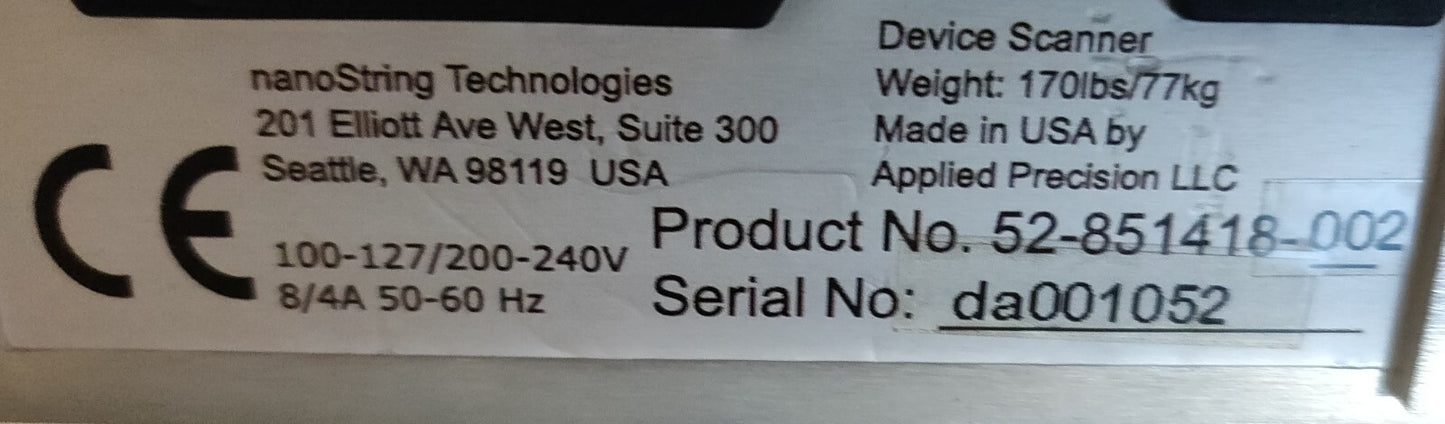 nanoString Technologies
201 Elliott Ave West, Suite 300
Seattle, WA 98119 USA
CE
100-127/200-240V
8/4A 50-60 Hz
Device Scanner
Weight: 170lbs/77kg
Made in USA by
Applied Precision LLC
Product No. 52-851418-002
Serial No: da001052